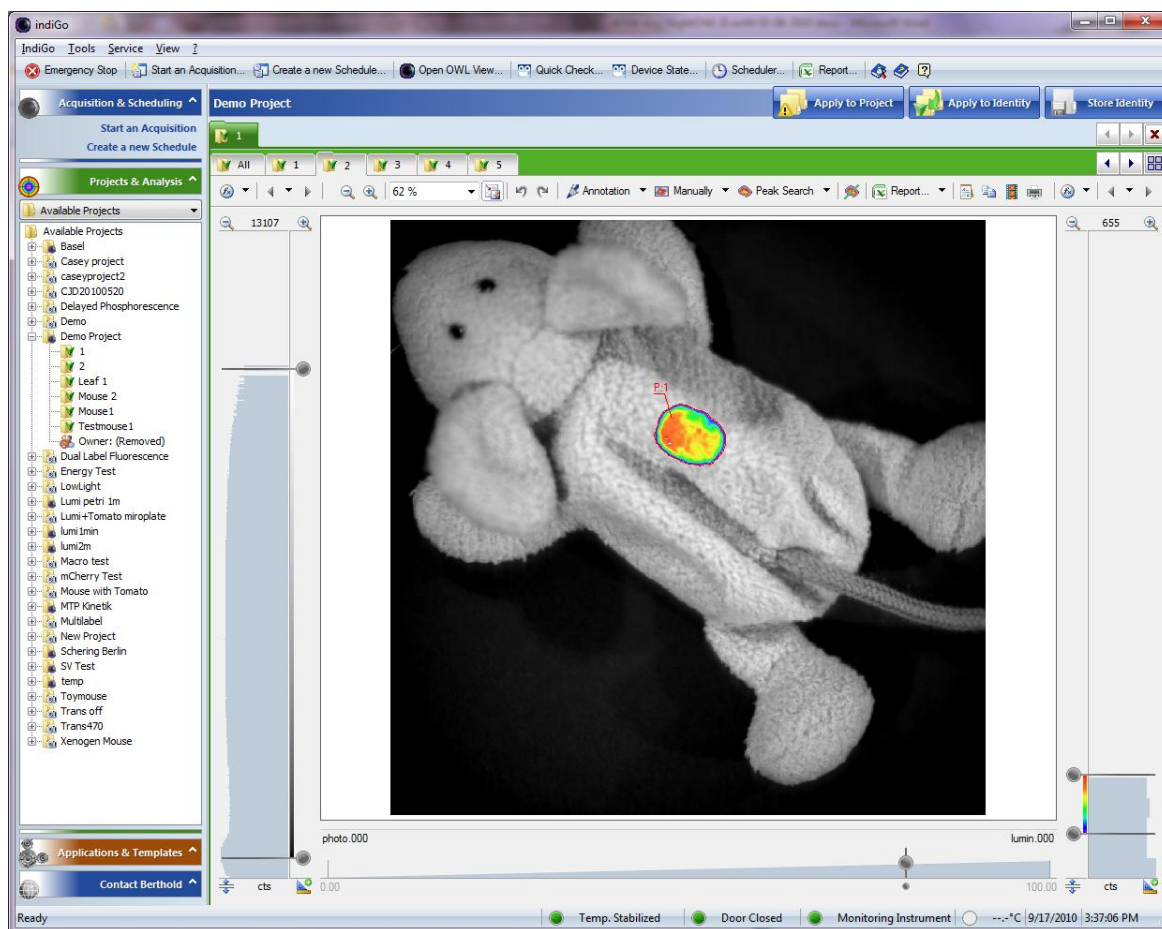 indiGo
IndiGo Tools Service View ?
Emergency Stop Start an Acquisition... Create a new Schedule... Open OWL View... Quick Check... Device State... Scheduler... Report...
Acquisition & Scheduling
Start an Acquisition
Create a new Schedule
Projects & Analysis
Available Projects
Available Projects
Basel
Casey project
caseyproject2
CJD20100520
Delayed Phosphorescence
Demo
Demo Project
1
2
Leaf 1
Mouse 2
Mouse1
Testmouse1
Owner: (Removed)
Dual Label Fluorescence
Energy Test
LowLight
Lumi petri 1m
Lumi+Tomato miroplate
lumi1min
lumi2m
Macro test
mCherry Test
Mouse with Tomato
MTP Kinetik
Multilabel
New Project
Schering Berlin
SV Test
temp
Toymouse
Trans off
Trans470
Xenogen Mouse
Applications & Templates
Contact Berthold
Demo Project Apply to Project Apply to Identity Store Identity
1
All 1 2 3 4 5
62 % Annotation Manually Peak Search Report...
13107 655
P:1
photo.000 lumin.000
cts 0.00 100.00 cts
Ready Temp. Stabilized Door Closed Monitoring Instrument --.-°C 9/17/2010 3:37:06 PM